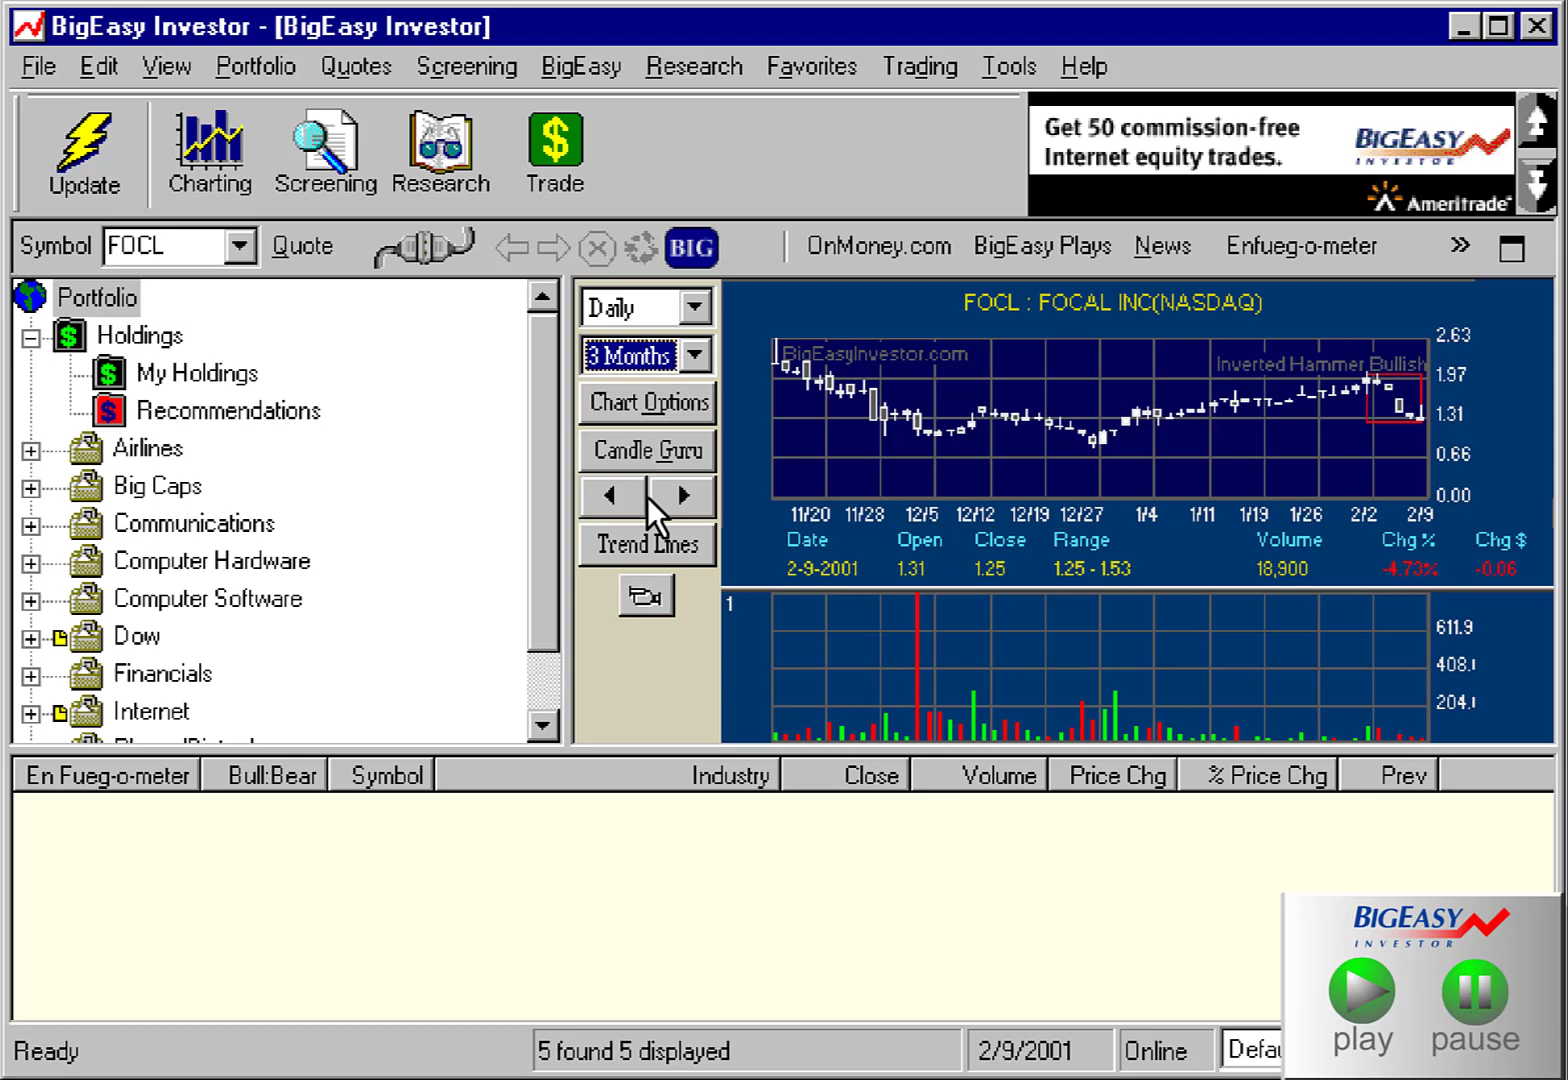 BigEasy Investor - [BigEasy Investor]
File Edit View Portfolio Quotes Screening BigEasy Research Favorites Trading Tools Help
Update Charting Screening Research Trade
Get 50 commission-free
Internet equity trades.
BIGEASY
INVESTOR
Ameritrade
Symbol FOCL Quote BIG OnMoney.com BigEasy Plays News Enfueg-o-meter »
Portfolio
Holdings
My Holdings
Recommendations
Airlines
Big Caps
Communications
Computer Hardware
Computer Software
Dow
Financials
Internet
Daily
3 Months
Chart Options
Candle Guru
Trend Lines
FOCL : FOCAL INC(NASDAQ)
BigEasyInvestor.com
Inverted Hammer Bullish
2.63
1.97
1.31
0.66
0.00
11/20 11/28 12/5 12/12 12/19 12/27 1/4 1/11 1/19 1/26 2/2 2/9
Date Open Close Range Volume Chg % Chg $
2-9-2001 1.31 1.25 1.25 - 1.53 18,900 -4.73% -0.06
1
611.9
408.
204.
En Fueg-o-meter Bull:Bear Symbol Industry Close Volume Price Chg % Price Chg Prev
BIGEASY
INVESTOR
play pause
Ready 5 found 5 displayed 2/9/2001 Online Defau